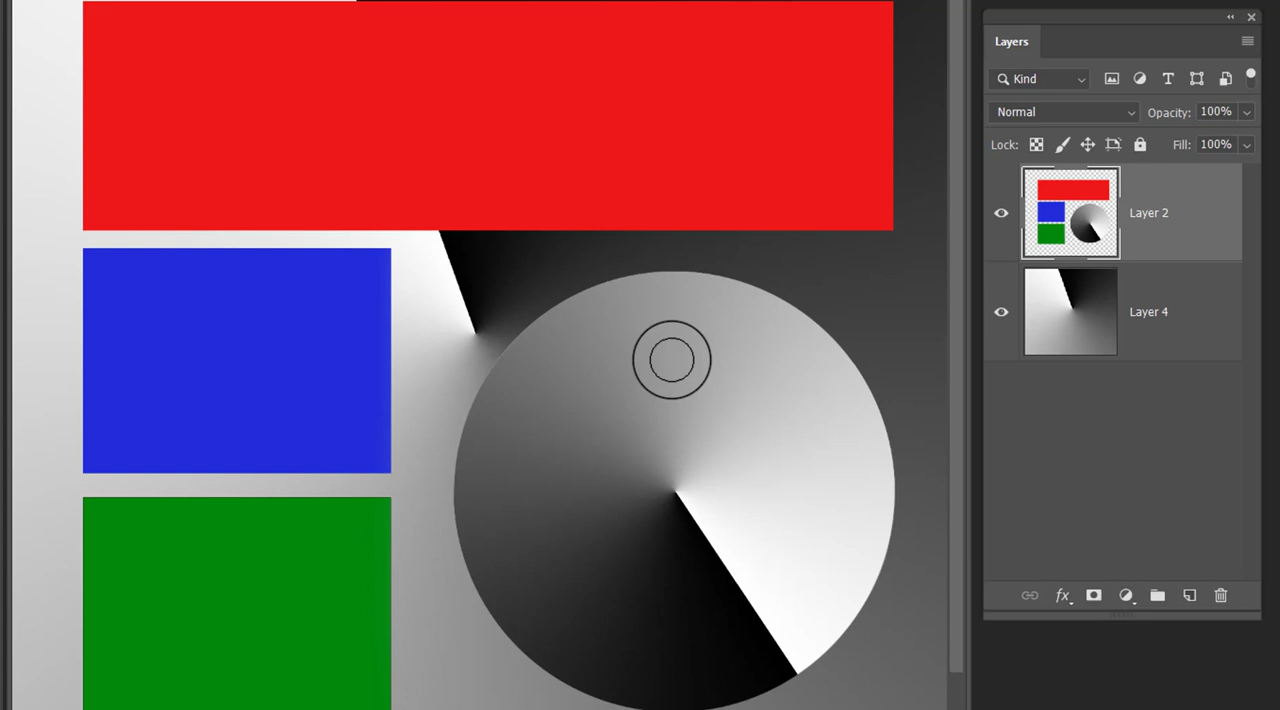 Layers
Kind
Normal Opacity: 100%
Lock: Fill: 100%
Layer 2
Layer 4
fx